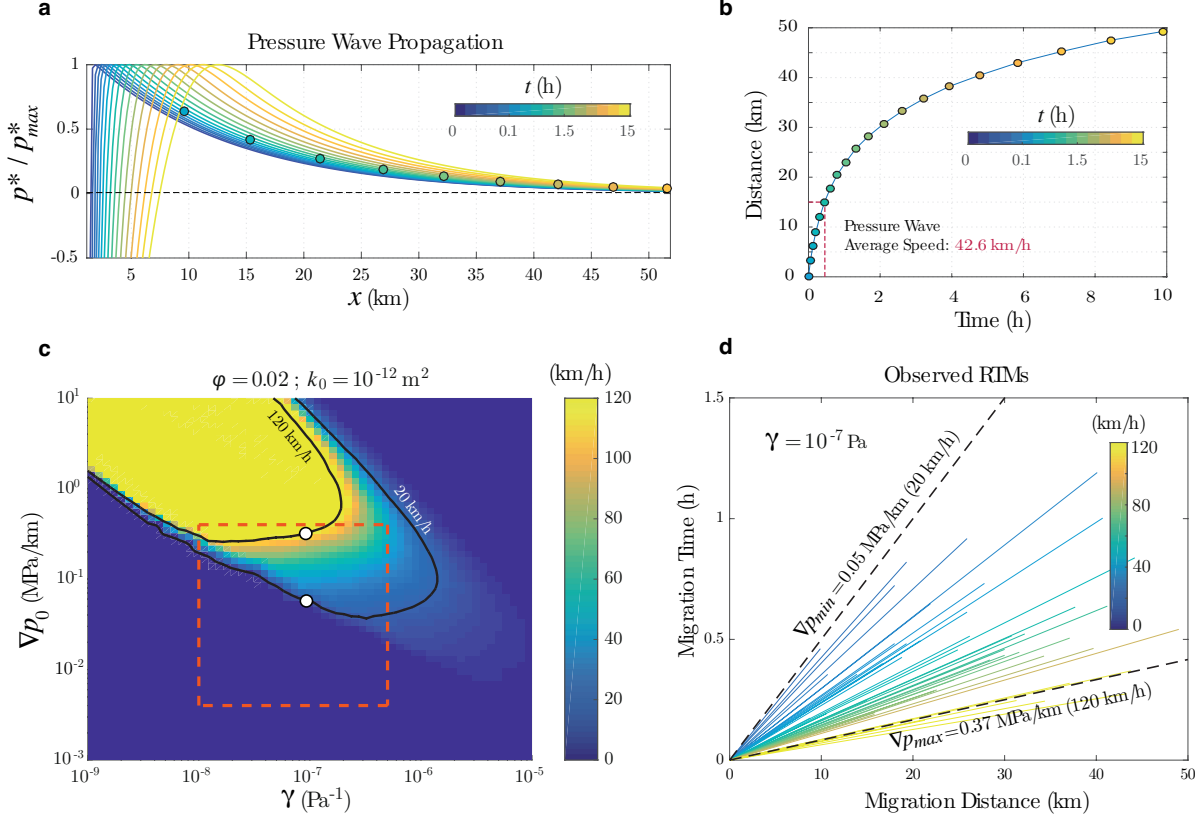 a
Pressure Wave Propagation
1
0.5
0
-0.5
p* / p*max
t (h)
0 0.1 1.5 15
5 10 15 20 25 30 35 40 45 50
x (km)
b
50
40
30
20
10
0
Distance (km)
t (h)
0 0.1 1.5 15
Pressure Wave
Average Speed: 42.6 km/h
0 2 4 6 8 10
Time (h)
c
φ = 0.02 ; k₀ = 10⁻¹² m²
(km/h)
10¹
10⁰
10⁻¹
10⁻²
10⁻³
∇p₀ (MPa/km)
120 km/h
20 km/h
120
100
80
60
40
20
0
10⁻⁹ 10⁻⁸ 10⁻⁷ 10⁻⁶ 10⁻⁵
γ (Pa⁻¹)
d
Observed RTMs
1.5
1
0.5
0
Migration Time (h)
γ = 10⁻⁷ Pa
(km/h)
120
80
40
0
∇pmin=0.05 MPa/km (20 km/h)
∇pmax=0.37 MPa/km (120 km/h)
0 10 20 30 40 50
Migration Distance (km)